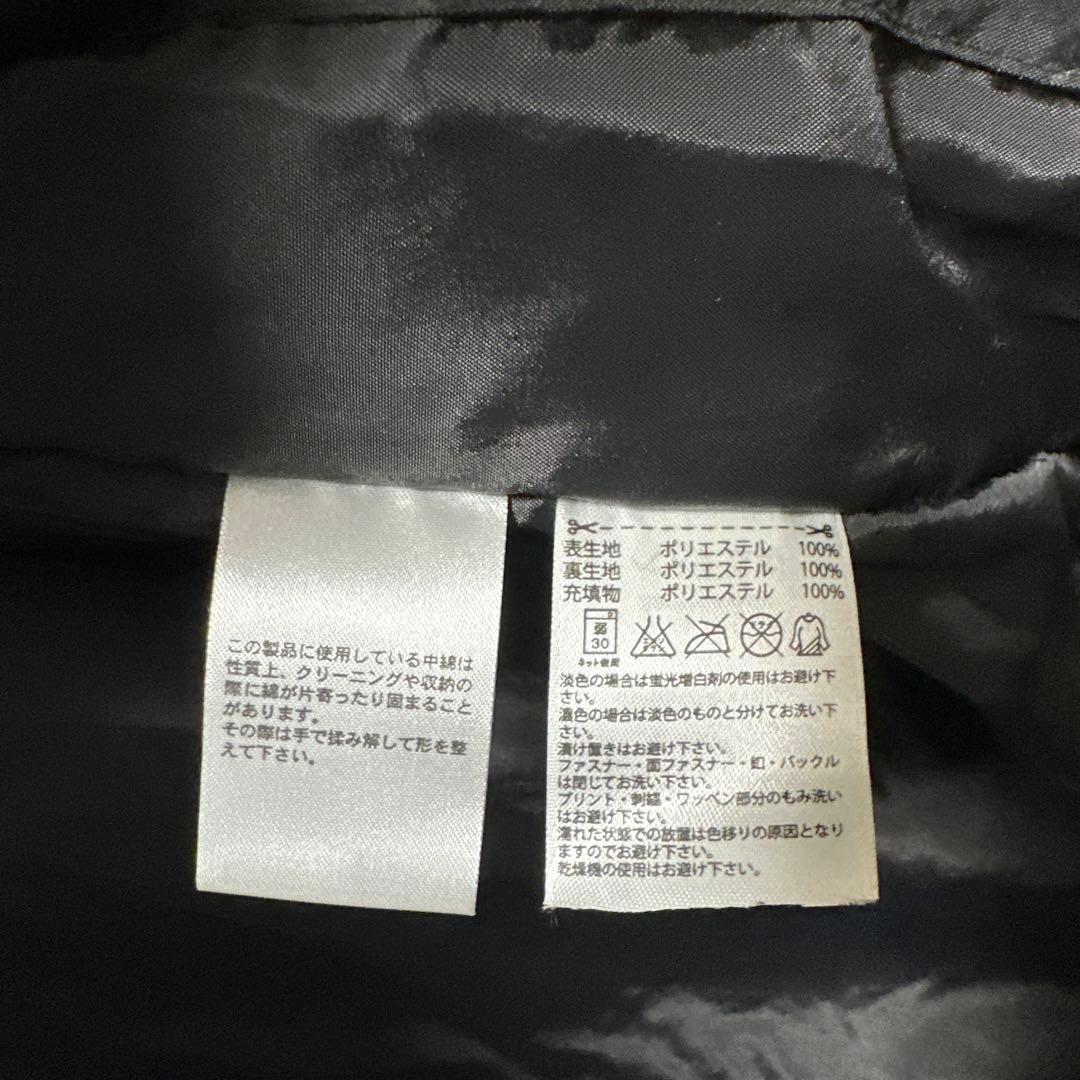 この製品に使用している中綿は
性質上、クリーニングや収納の
際に綿が片寄ったり固まること
があります。
その際は手で揉み解して形を整
えて下さい。
表生地 ポリエステル 100%
裏生地 ポリエステル 100%
充填物 ポリエステル 100%
30
ネット使用
淡色の場合は蛍光増白剤の使用はお避け下
さい。
濃色の場合は淡色のものと分けてお洗い下
さい。
漬け置きはお避け下さい。
ファスナー・面ファスナー・釦・バックル
は閉じてお洗い下さい。
プリント・刺繍・ワッペン部分のもみ洗い
はお避け下さい。
濡れた状態での放置は色移りの原因となり
ますのでお避け下さい。
乾燥機の使用はお避け下さい。